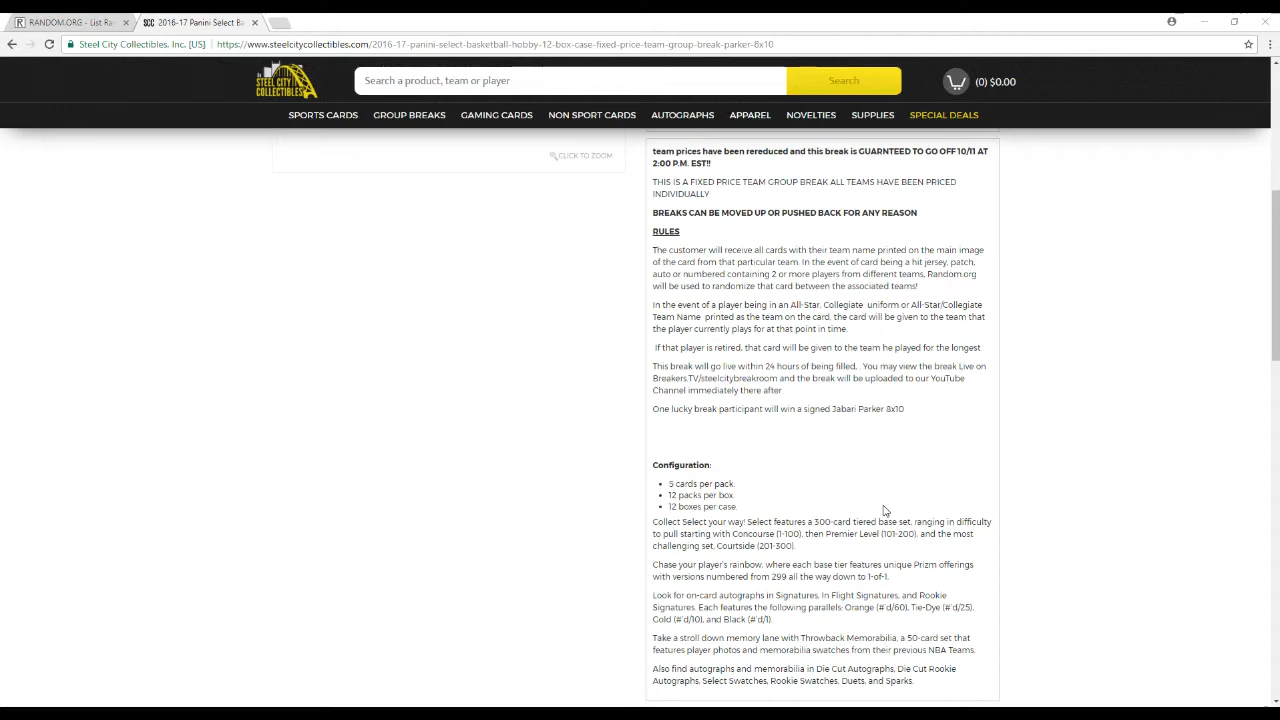 RANDOM.ORG - List Ra
2016-17 Panini Select Ba
Steel City Collectibles, Inc. [US]
https://www.steelcitycollectibles.com/2016-17-panini-select-basketball-hobby-12-box-case-fixed-price-team-group-break-parker-8x10
STEEL CITY
COLLECTIBLES
Search a product, team or player
Search
(0) $0.00
SPORTS CARDS
GROUP BREAKS
GAMING CARDS
NON SPORT CARDS
AUTOGRAPHS
APPAREL
NOVELTIES
SUPPLIES
SPECIAL DEALS
CLICK TO ZOOM
team prices have been rereduced and this break is GUARNTEED TO GO OFF 10/11 AT
2:00 P.M. EST!!
THIS IS A FIXED PRICE TEAM GROUP BREAK ALL TEAMS HAVE BEEN PRICED
INDIVIDUALLY
BREAKS CAN BE MOVED UP OR PUSHED BACK FOR ANY REASON
RULES
The customer will receive all cards with their team name printed on the main image
of the card from that particular team. In the event of card being a hit jersey, patch,
auto or numbered containing 2 or more players from different teams, Random.org
will be used to randomize that card between the associated teams!
In the event of a player being in an All-Star, Collegiate uniform or All-Star/Collegiate
Team Name printed as the team on the card, the card will be given to the team that
the player currently plays for at that point in time.
If that player is retired, that card will be given to the team he played for the longest
This break will go live within 24 hours of being filled, . You may view the break Live on
Breakers.TV/steelcitybreakroom and the break will be uploaded to our YouTube
Channel immediately there after.
One lucky break participant will win a signed Jabari Parker 8x10
Configuration:
• 5 cards per pack.
• 12 packs per box.
• 12 boxes per case.
Collect Select your way! Select features a 300-card tiered base set, ranging in difficulty
to pull starting with Concourse (1-100), then Premier Level (101-200), and the most
challenging set, Courtside (201-300).
Chase your player's rainbow, where each base tier features unique Prizm offerings
with versions numbered from 299 all the way down to 1-of-1.
Look for on-card autographs in Signatures, In Flight Signatures, and Rookie
Signatures. Each features the following parallels: Orange (#'d/60), Tie-Dye (#'d/25),
Gold (#'d/10), and Black (#'d/1).
Take a stroll down memory lane with Throwback Memorabilia, a 50-card set that
features player photos and memorabilia swatches from their previous NBA Teams.
Also find autographs and memorabilia in Die Cut Autographs, Die Cut Rookie
Autographs, Select Swatches, Rookie Swatches, Duets, and Sparks.